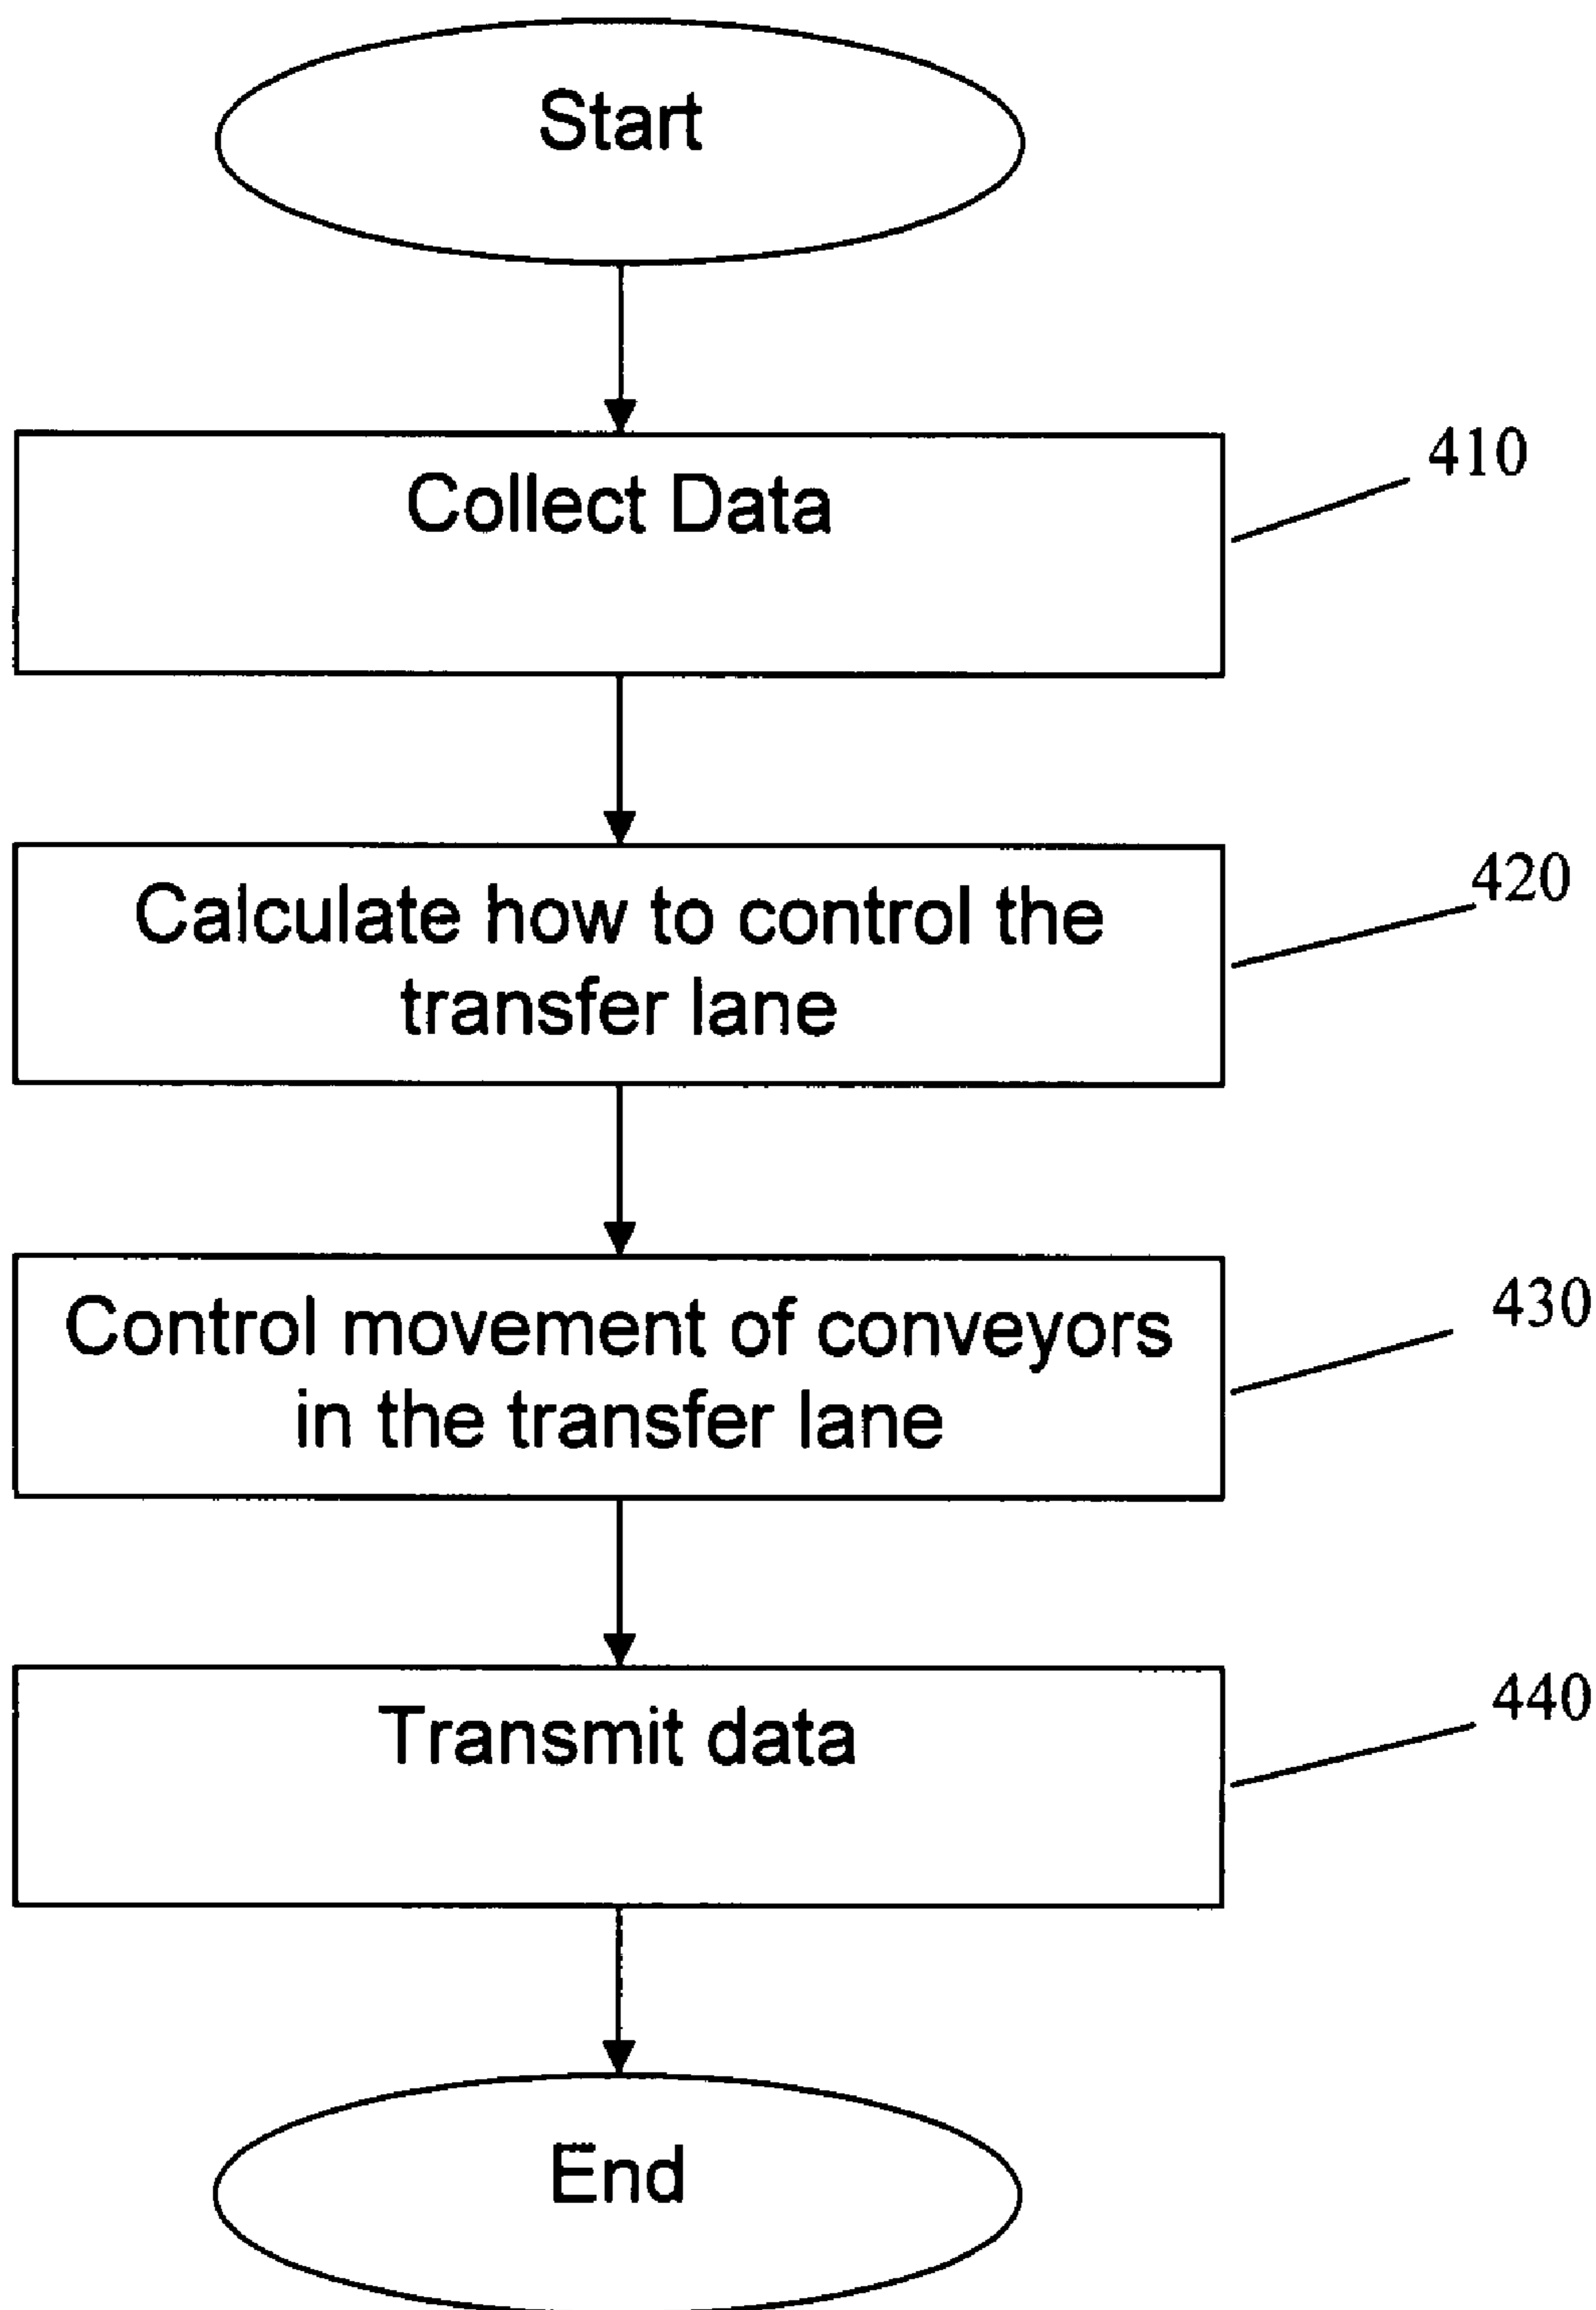 Start
410
Collect Data
420
Calculate how to control the
transfer lane
430
Control movement of conveyors
in the transfer lane
440
Transmit data
End